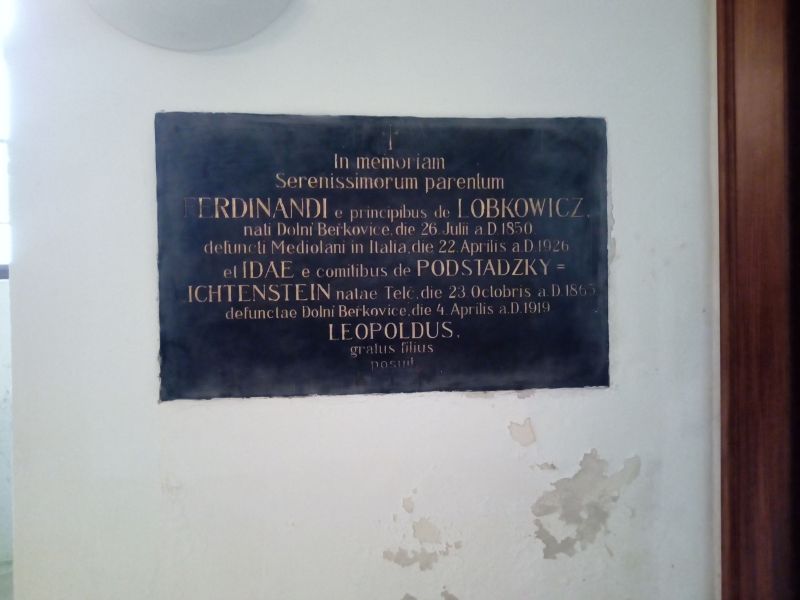 In memoriam
Serenissimorum parentum
FERDINANDI e principibus de LOBKOWICZ,
nati Dolní Beřkovice, die 26. Julii a.D. 1850
defuncti Mediolani in Italia, die 22. Aprilis a.D. 1926
et IDAE e comitibus de PODSTADZKY=
LICHTENSTEIN natae Telč, die 23. Octobris a.D. 1865
defunctae Dolní Beřkovice, die 4. Aprilis a.D. 1919
LEOPOLDUS,
gratus filius
posuit